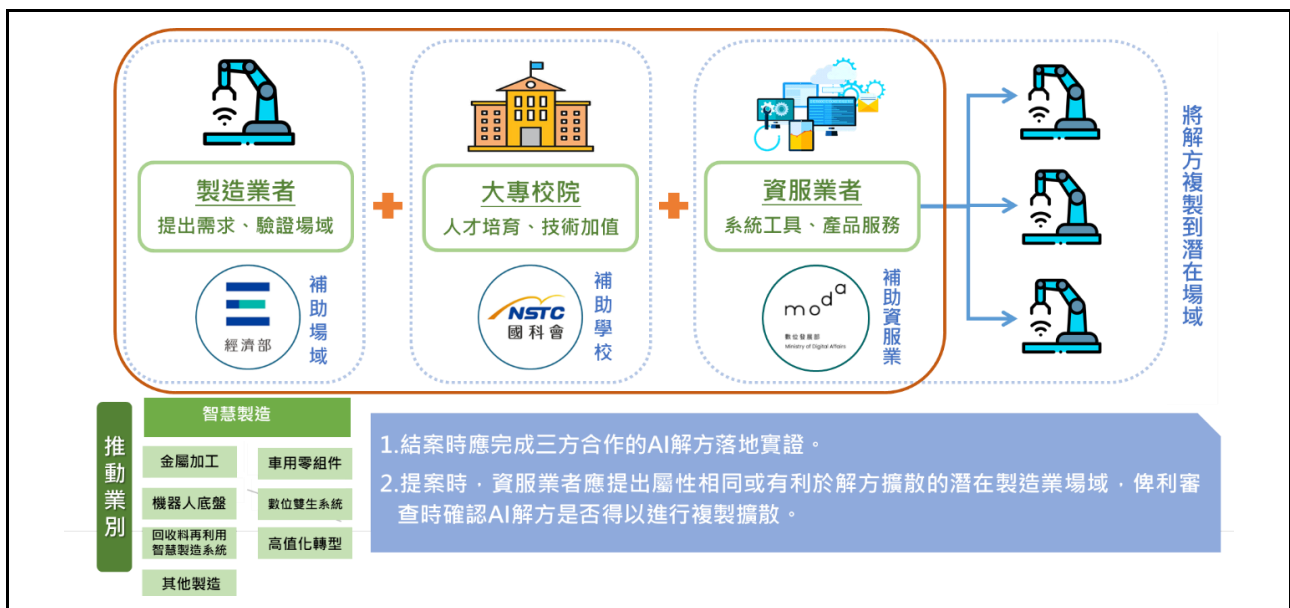 製造業者
提出需求、驗證場域
經濟部
補助場域
大專校院
人才培育、技術加值
NSTC
國科會
補助學校
資服業者
系統工具、產品服務
moda
數位發展部
Ministry of Digital Affairs
補助資服業
將解方複製到潛在場域
推動業別
智慧製造
金屬加工
車用零組件
機器人底盤
數位雙生系統
回收料再利用
智慧製造系統
高值化轉型
其他製造
1.結案時應完成三方合作的AI解方落地實證。
2.提案時，資服業者應提出屬性相同或有利於解方擴散的潛在製造業場域，俾利審
查時確認AI解方是否得以進行複製擴散。